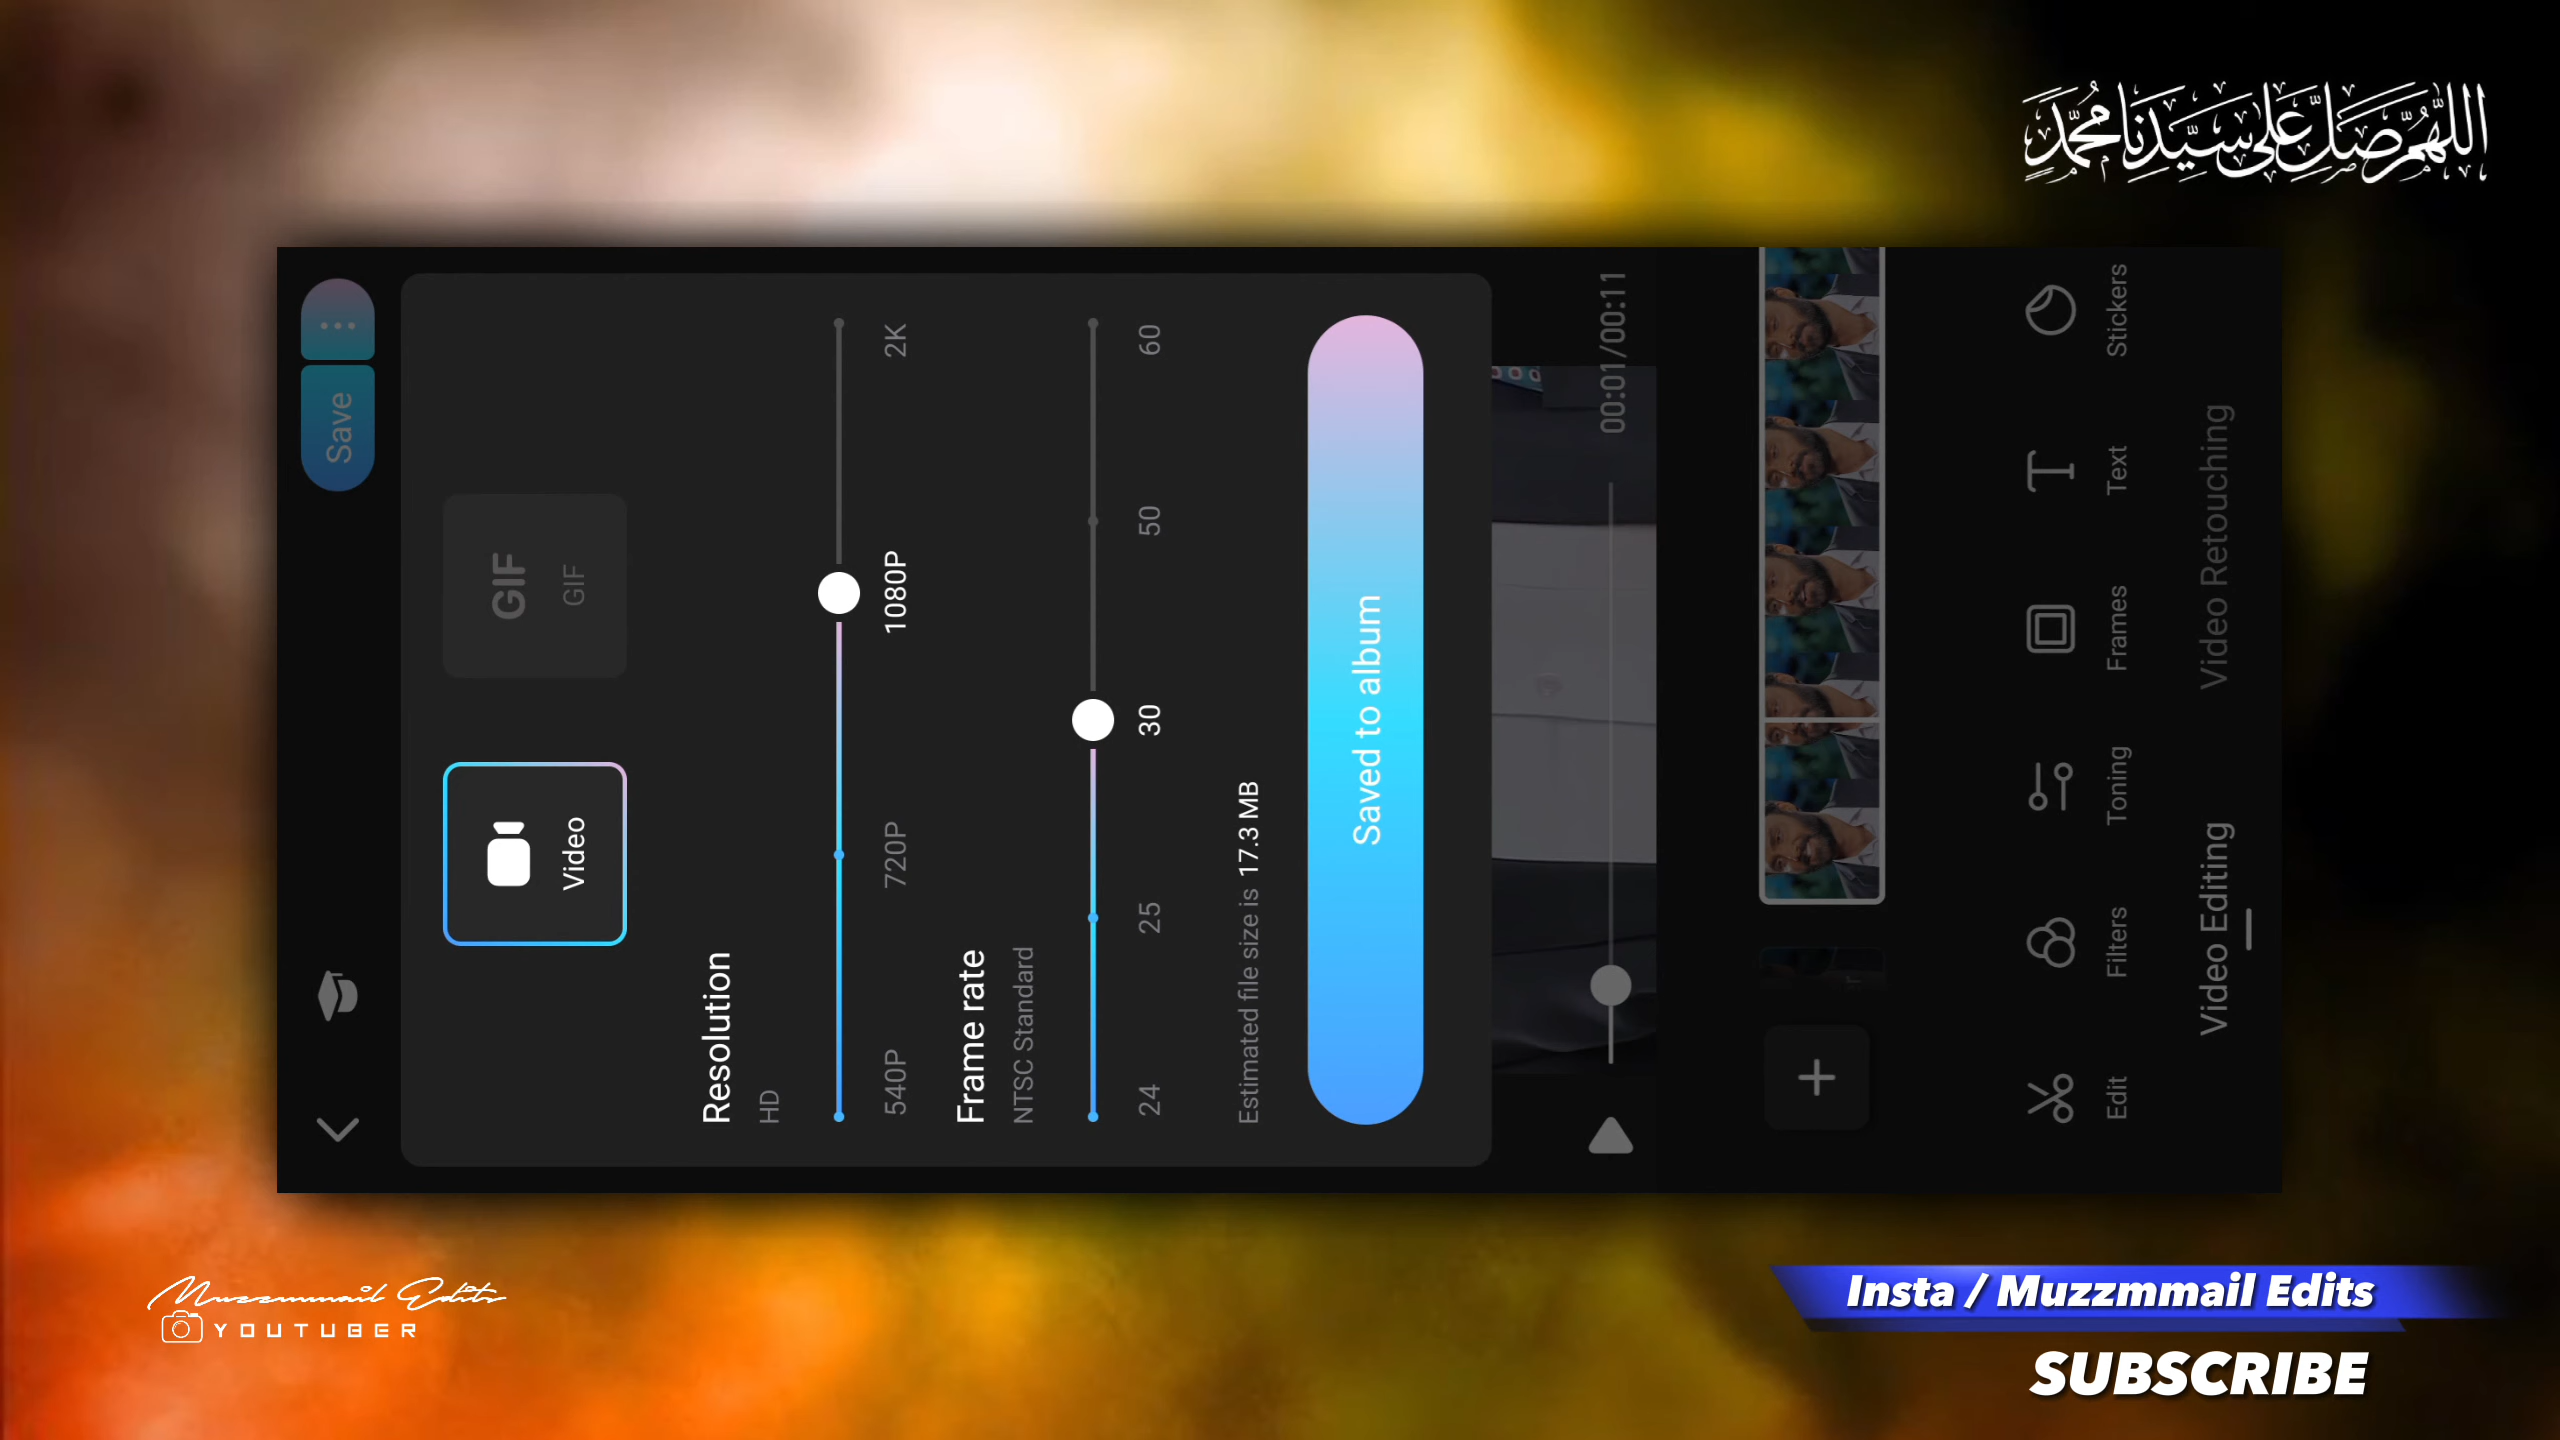 اللهم صل على سيدنا محمد
Save
GIF
GIF
Video
Resolution
HD
540P
720P
1080P
2K
Frame rate
NTSC Standard
24
25
30
50
60
Estimated file size is 17.3 MB
Saved to album
00:01/00:11
Edit
Filters
Toning
Frames
Text
Stickers
Video Editing
Video Retouching
Muzzmmail Edits
YOUTUBER
Insta / Muzzmmail Edits
SUBSCRIBE